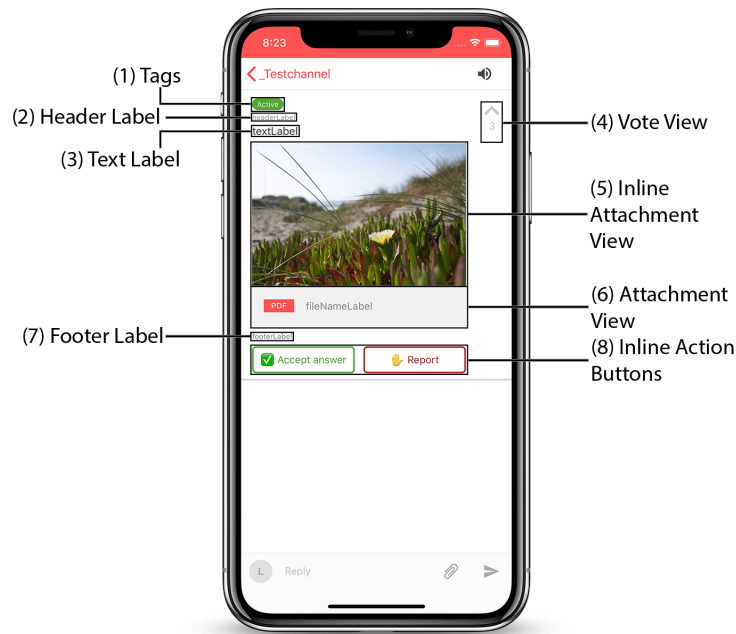 8:23
_Testchannel
(1) Tags
Active
(2) Header Label
headerLabel
(3) Text Label
textLabel
3
(4) Vote View
(5) Inline
Attachment
View
PDF fileNameLabel
(6) Attachment
View
(7) Footer Label
footerLabel
Accept answer
Report
(8) Inline Action
Buttons
L
Reply